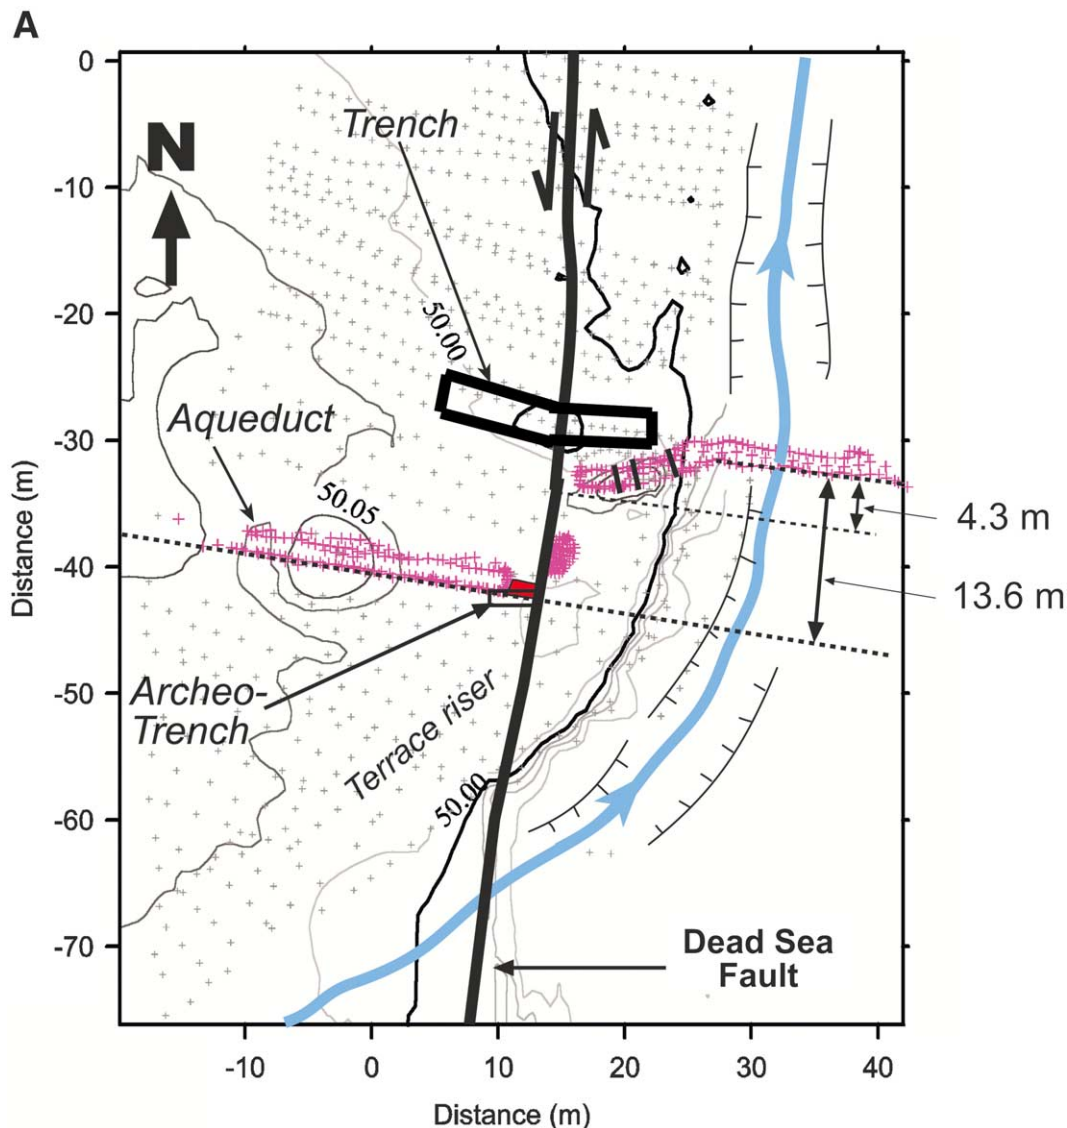 A
0
-10
-20
-30
-40
-50
-60
-70
Distance (m)
N
Trench
50.00
Aqueduct
50.05
4.3 m
13.6 m
Archeo-
Trench
Terrace riser
50.00
Dead Sea
Fault
-10
0
10
20
30
40
Distance (m)